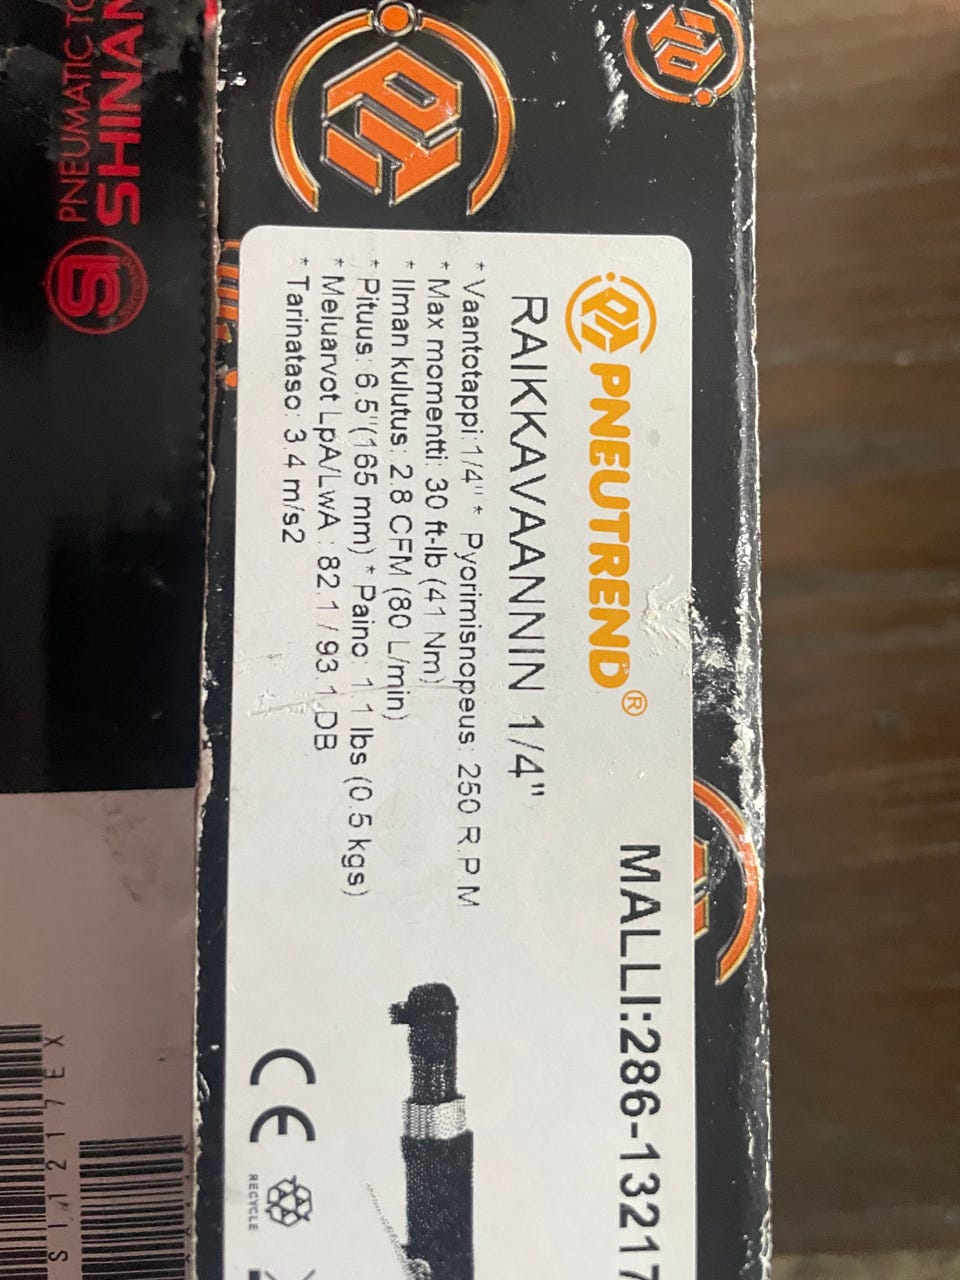 PNEUTREND®
MALLI:286-13217
RAIKKAVAANNIN 1/4"
* Vaantotappi:1/4" * Pyorimisnopeus: 250 R.P.M
* Max momentti: 30 ft-lb (41 Nm)
* Ilman kulutus: 2.8 CFM (80 L/min)
* Pituus: 6.5"(165 mm) * Paino: 1.1 lbs (0.5 kgs)
* Meluarvot LpA/LwA : 82.1 / 93.1 DB
* Tarinataso: 3.4 m/s2
CE
RECYCLE
SI
PNEUMATIC TO
SHINAN